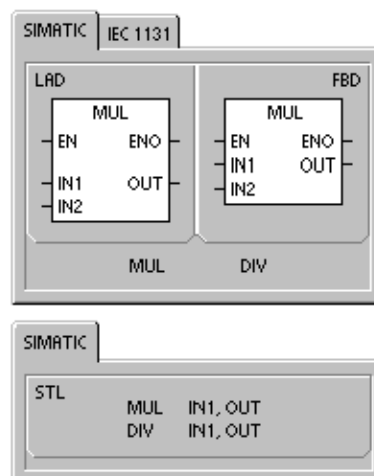 SIMATIC IEC 1131
LAD FBD
MUL MUL
EN ENO EN ENO
IN1 OUT IN1 OUT
IN2 IN2
MUL DIV
SIMATIC
STL
MUL IN1, OUT
DIV IN1, OUT